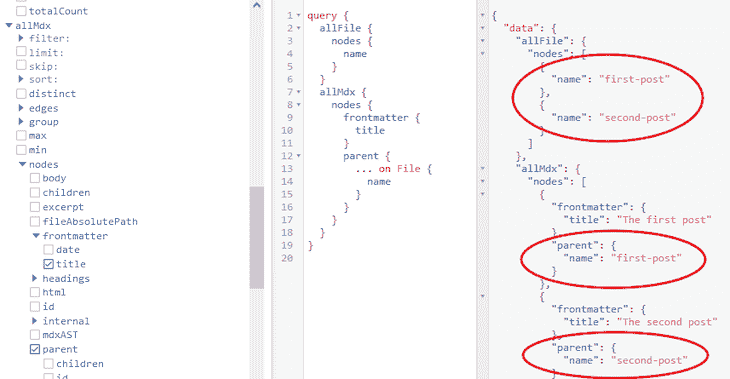 totalCount
allMdx
filter:
limit:
skip:
sort:
distinct
edges
group
max
min
nodes
body
children
excerpt
fileAbsolutePath
frontmatter
date
title
headings
html
id
internal
mdxAST
parent
children
id
1 query {
2 allFile {
3 nodes {
4 name
5 }
6 }
7 allMdx {
8 nodes {
9 frontmatter {
10 title
11 }
12 parent {
13 ... on File {
14 name
15 }
16 }
17 }
18 }
19 }
20
{
"data": {
"allFile": {
"nodes": [
{
"name": "first-post"
},
{
"name": "second-post"
}
]
},
"allMdx": {
"nodes": [
{
"frontmatter": {
"title": "The first post"
},
"parent": {
"name": "first-post"
}
},
{
"frontmatter": {
"title": "The second post"
},
"parent": {
"name": "second-post"
}